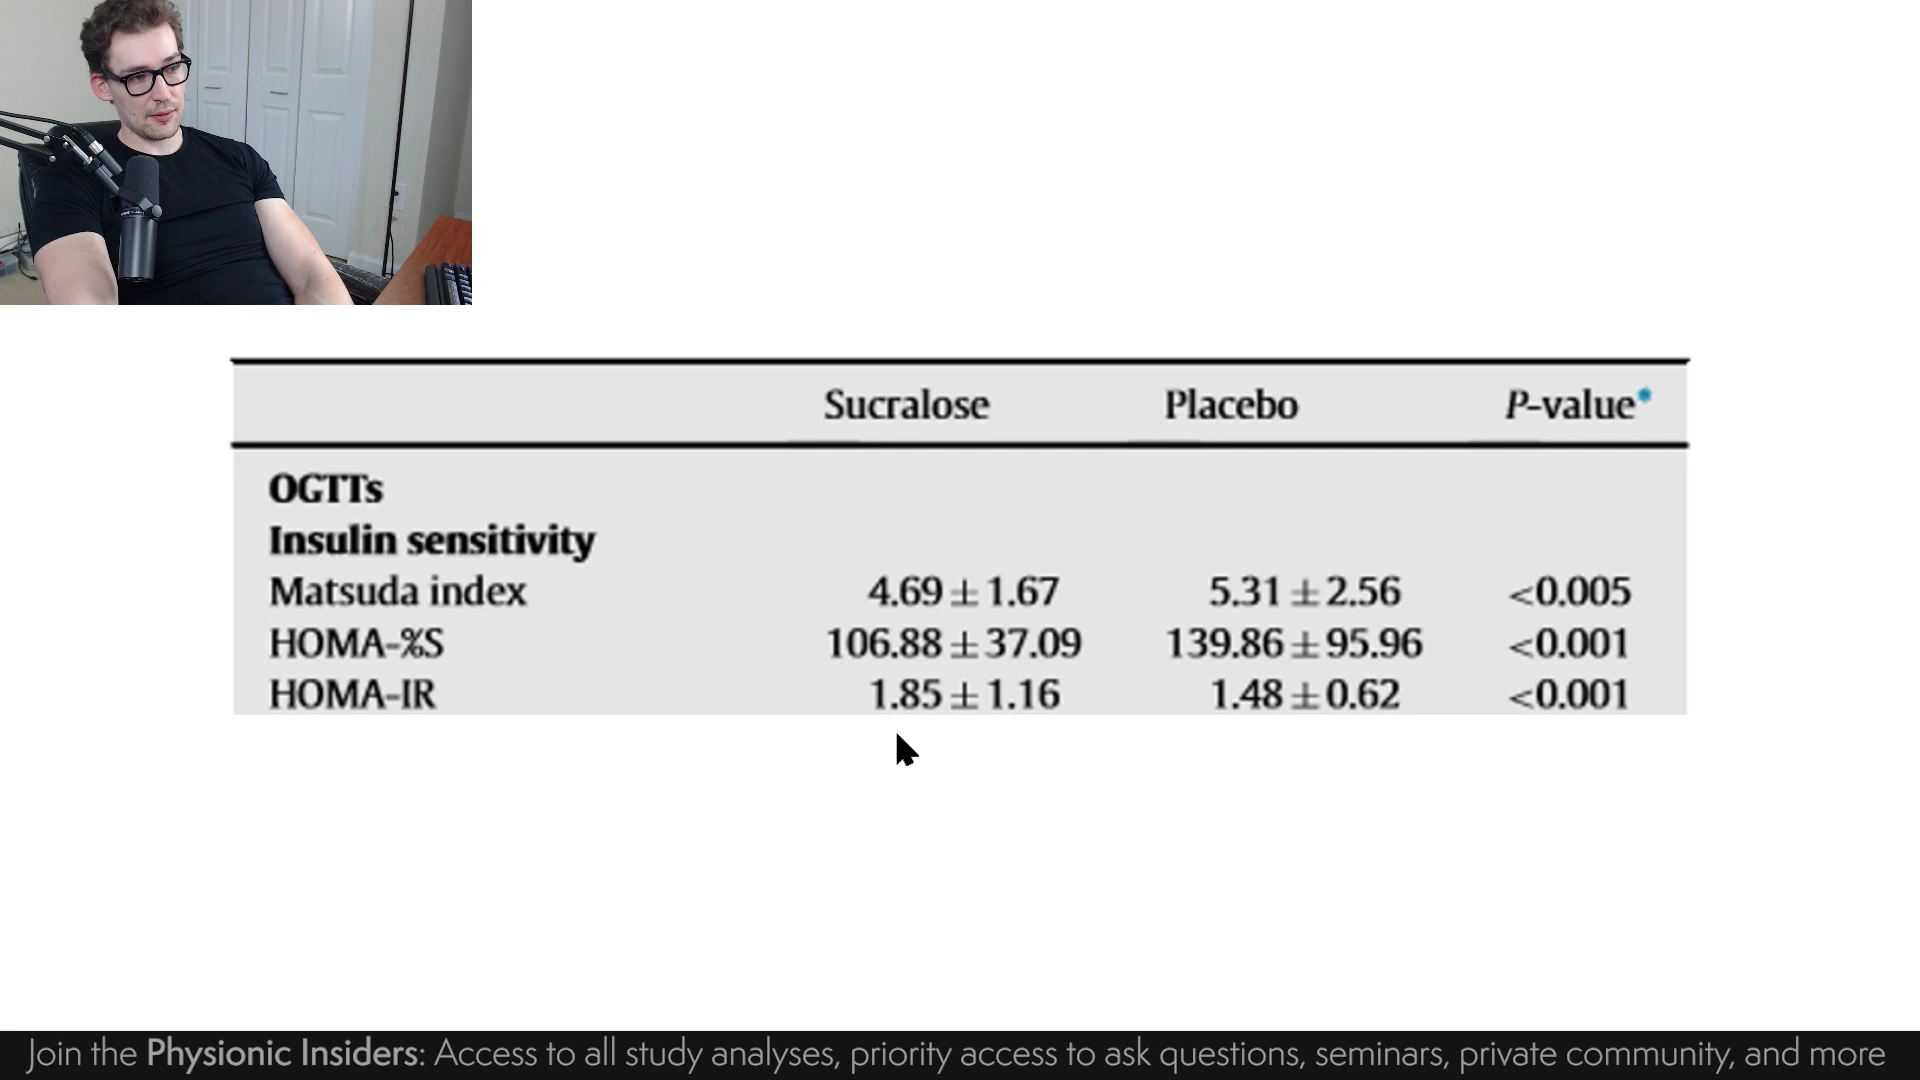 Sucralose Placebo P-value•
OGTTs
Insulin sensitivity
Matsuda index 4.69 ± 1.67 5.31 ± 2.56 <0.005
HOMA-%S 106.88 ± 37.09 139.86 ± 95.96 <0.001
HOMA-IR 1.85 ± 1.16 1.48 ± 0.62 <0.001
Join the Physionic Insiders: Access to all study analyses, priority access to ask questions, seminars, private community, and more